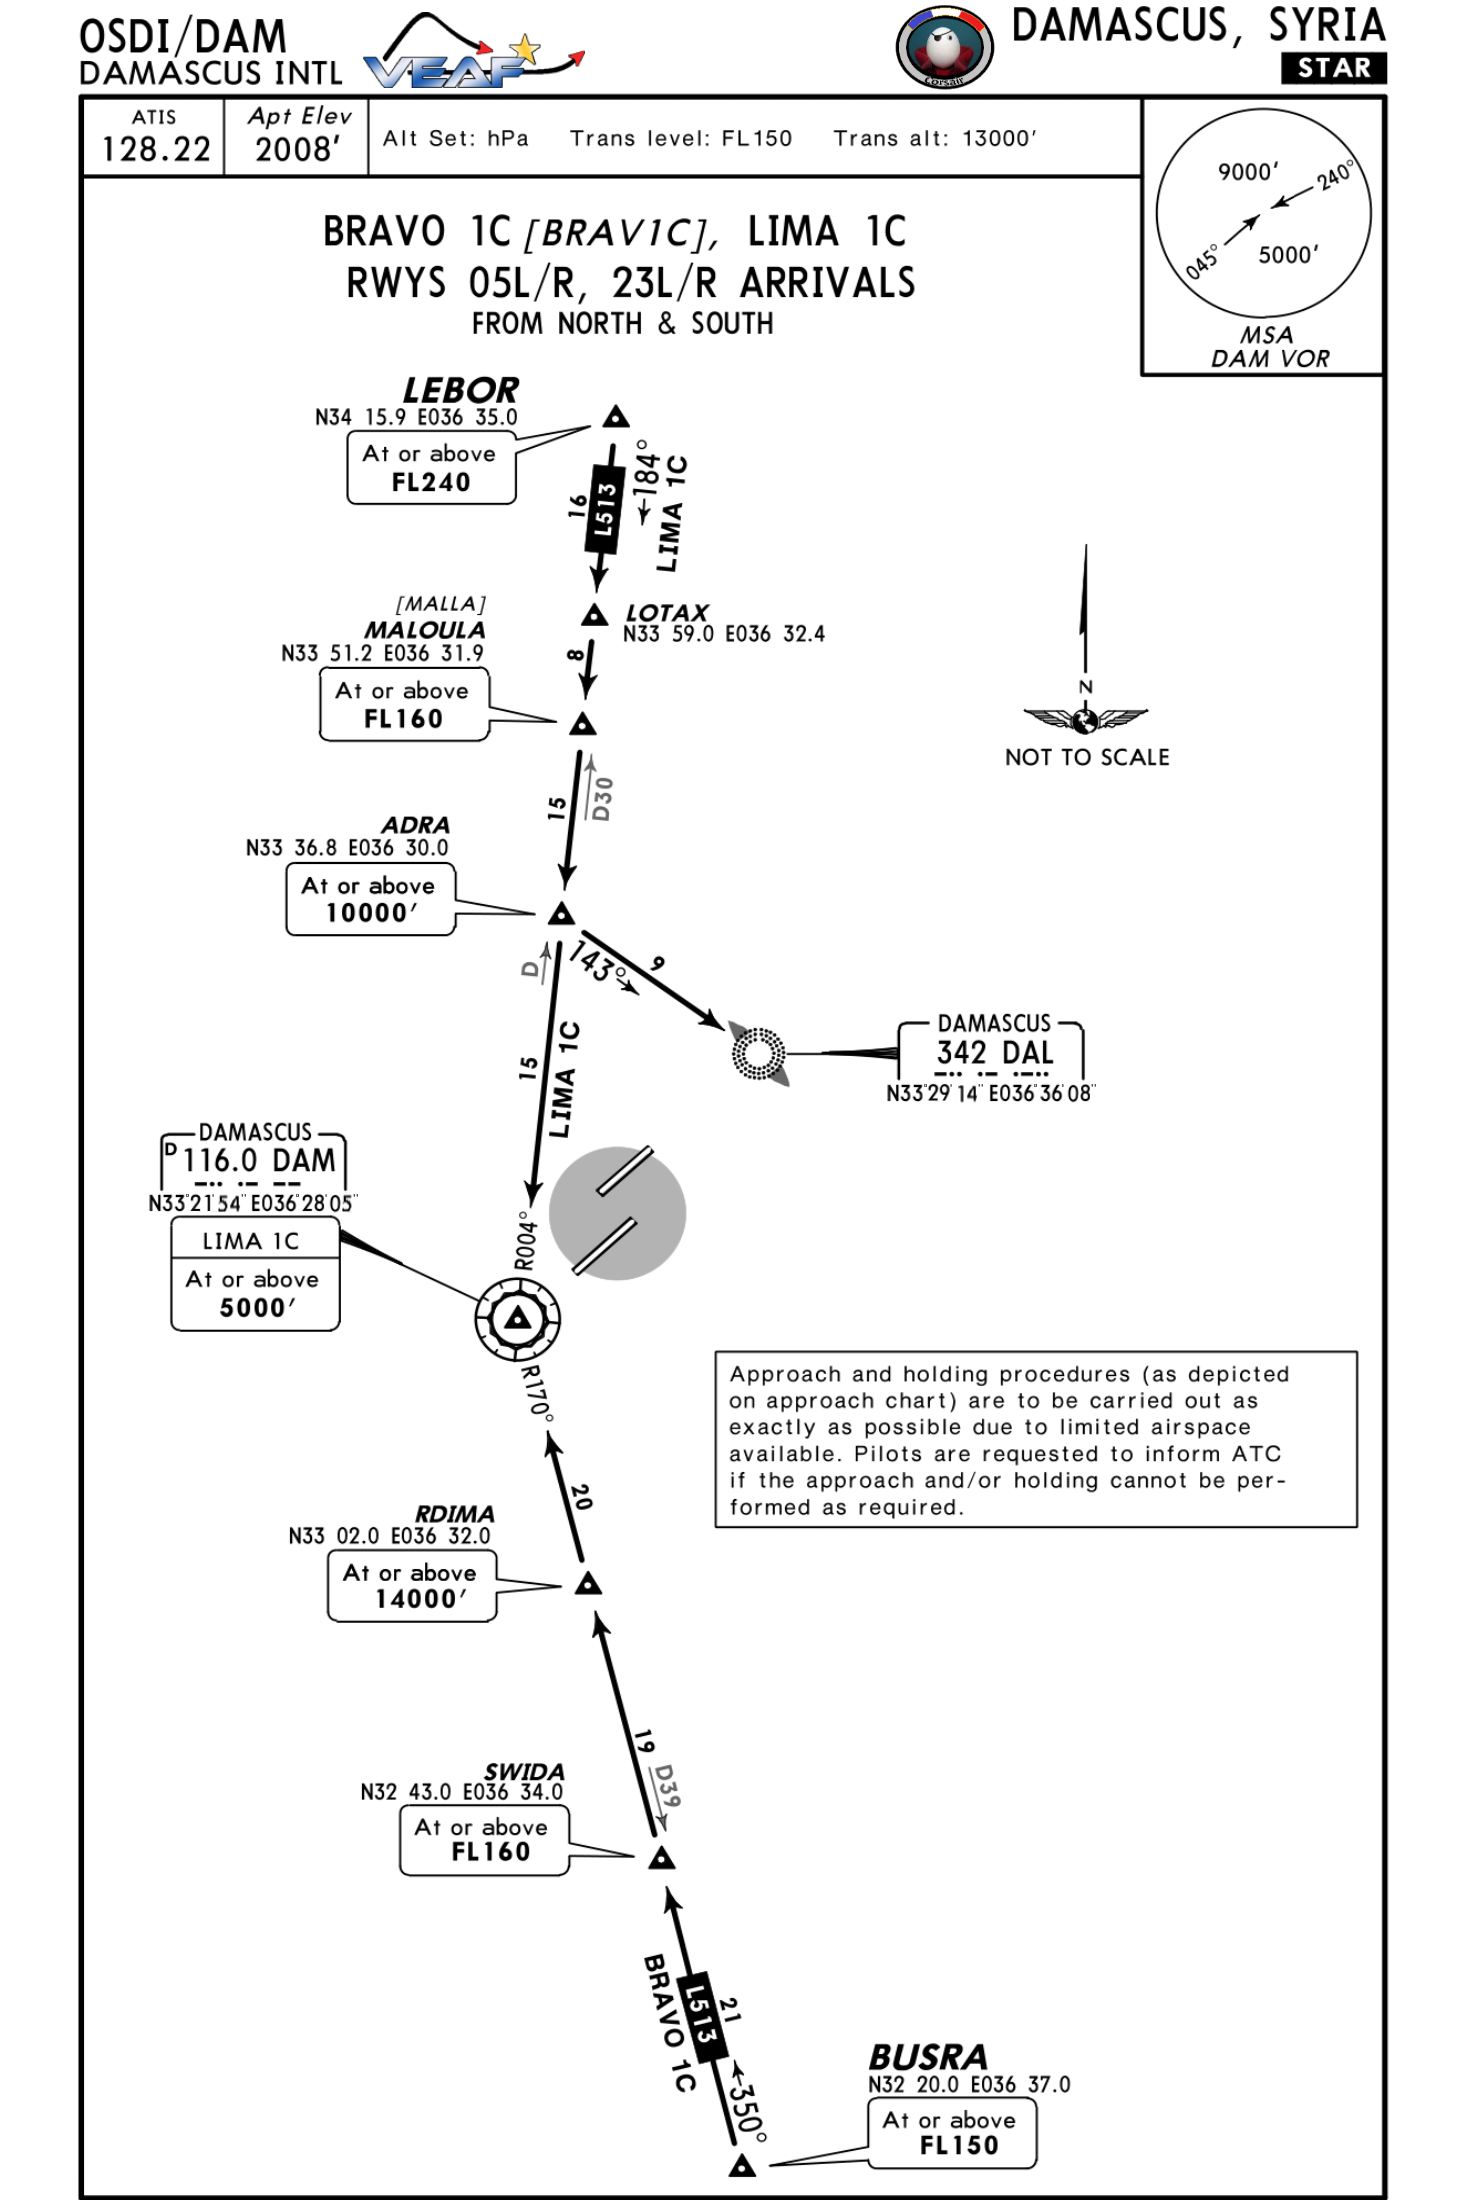 OSDI/DAM
DAMASCUS INTL
VEAF
Corsair
DAMASCUS, SYRIA
STAR
ATIS
128.22
Apt Elev
2008'
Alt Set: hPa Trans level: FL150 Trans alt: 13000'
9000'
240°
045°
5000'
MSA
DAM VOR
BRAVO 1C [BRAV1C], LIMA 1C
RWYS 05L/R, 23L/R ARRIVALS
FROM NORTH & SOUTH
LEBOR
N34 15.9 E036 35.0
At or above
FL240
16
L513
184°
LIMA 1C
[MALLA]
MALOULA
N33 51.2 E036 31.9
At or above
FL160
LOTAX
N33 59.0 E036 32.4
8
N
NOT TO SCALE
15
D30
ADRA
N33 36.8 E036 30.0
At or above
10000'
D
143°
9
15
LIMA 1C
DAMASCUS
342 DAL
N33°29'14" E036°36'08"
DAMASCUS
D 116.0 DAM
N33°21'54" E036°28'05"
LIMA 1C
At or above
5000'
R004°
R170°
Approach and holding procedures (as depicted
on approach chart) are to be carried out as
exactly as possible due to limited airspace
available. Pilots are requested to inform ATC
if the approach and/or holding cannot be per-
formed as required.
20
RDIMA
N33 02.0 E036 32.0
At or above
14000'
19
D39
SWIDA
N32 43.0 E036 34.0
At or above
FL160
BRAVO 1C
L513
21
350°
BUSRA
N32 20.0 E036 37.0
At or above
FL150